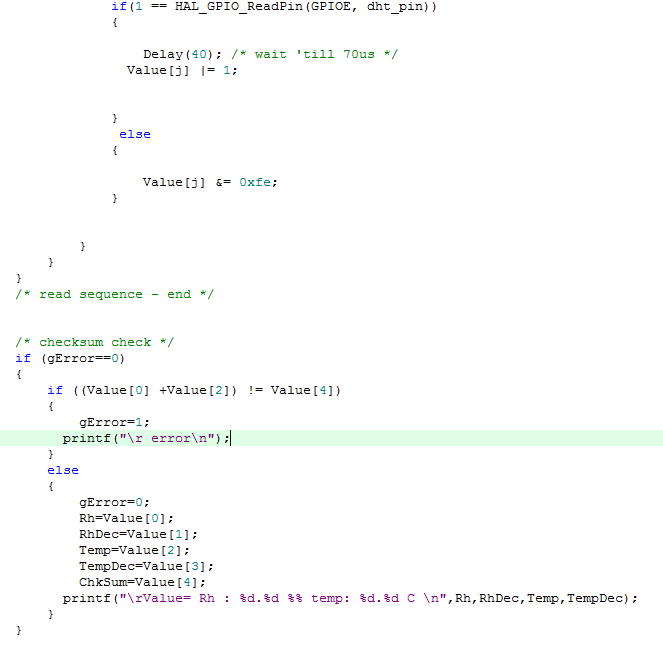 if(1 == HAL_GPIO_ReadPin(GPIOE, dht_pin))
{
Delay(40); /* wait 'till 70us */
Value[j] |= 1;
}
else
{
Value[j] &= 0xfe;
}
}
}
}
/* read sequence - end */
/* checksum check */
if (gError==0)
{
if ((Value[0] +Value[2]) != Value[4])
{
gError=1;
printf("\r error\n");
}
else
{
gError=0;
Rh=Value[0];
RhDec=Value[1];
Temp=Value[2];
TempDec=Value[3];
ChkSum=Value[4];
printf("\rValue= Rh : %d.%d %% temp: %d.%d C \n",Rh,RhDec,Temp,TempDec);
}
}